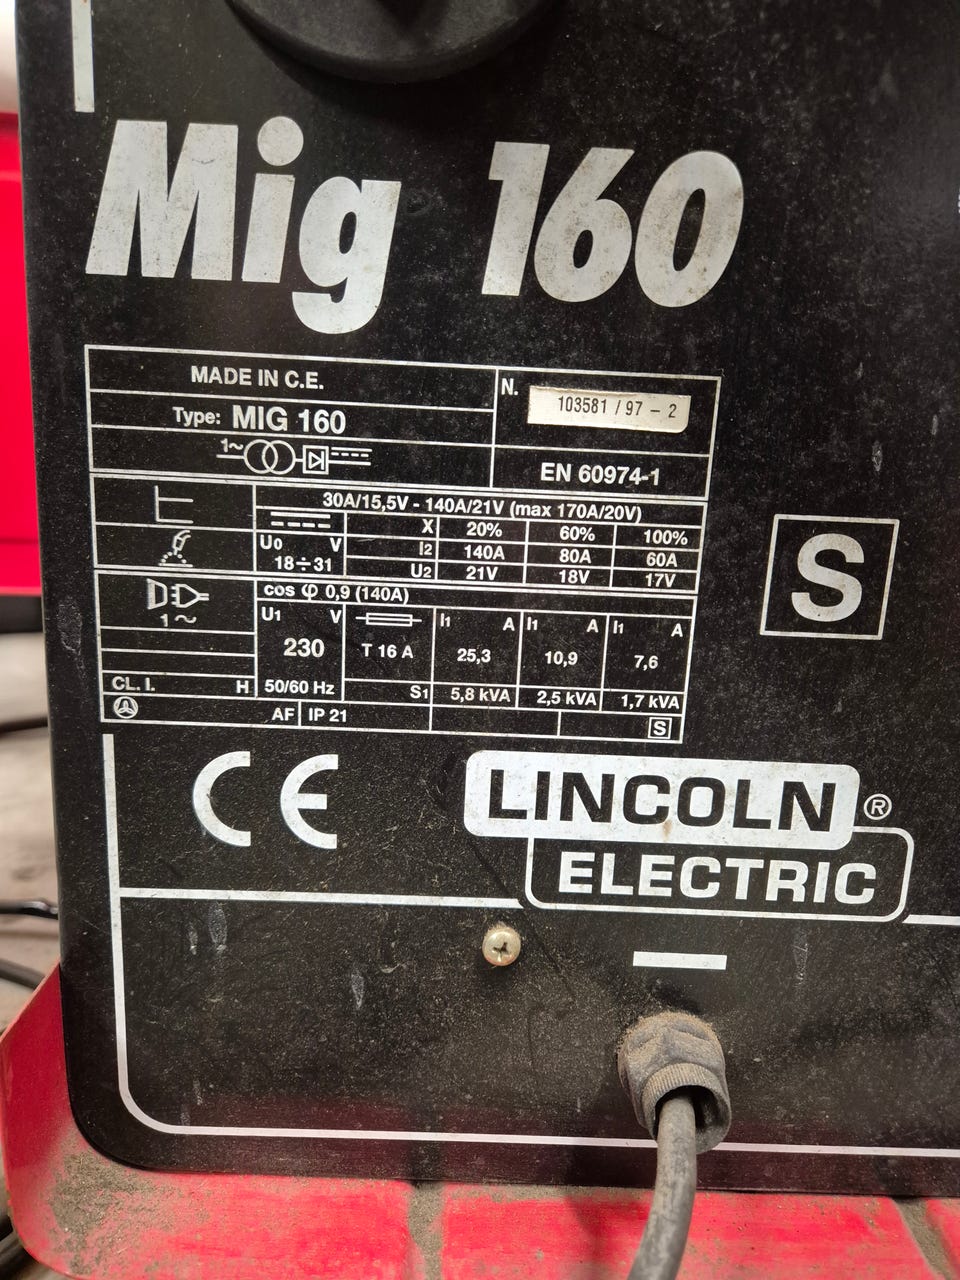 Mig 160
MADE IN C.E.
N. 103581 / 97 - 2
Type: MIG 160
1~
EN 60974-1
30A/15,5V - 140A/21V (max 170A/20V)
X 20% 60% 100%
U0 V
I2 140A 80A 60A
18÷31
U2 21V 18V 17V
cos φ 0,9 (140A)
1~
U1 V
I1 A I1 A I1 A
230 T 16 A 25,3 10,9 7,6
CL. I. H 50/60 Hz S1 5,8 kVA 2,5 kVA 1,7 kVA
AF IP 21 S
S
CE
LINCOLN ®
ELECTRIC